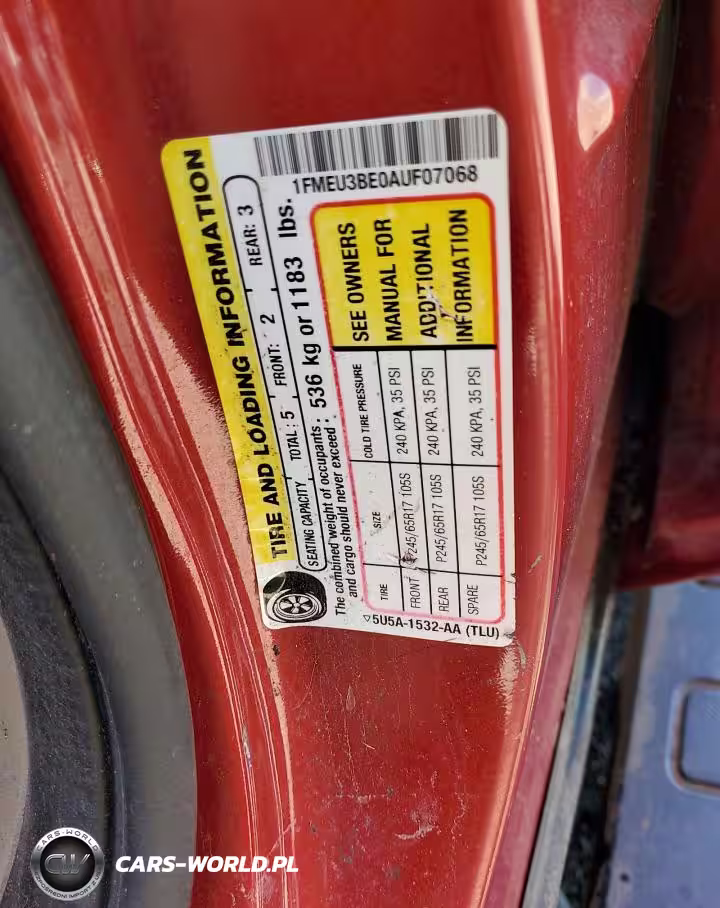 1FMEU3BE0AUF07068
TIRE AND LOADING INFORMATION
SEATING CAPACITY TOTAL: 5 FRONT: 2 REAR: 3
The combined weight of occupants and cargo should never exceed: 536 kg or 1183 lbs.
TIRE SIZE COLD TIRE PRESSURE
FRONT P245/65R17 105S 240 KPA, 35 PSI
REAR P245/65R17 105S 240 KPA, 35 PSI
SPARE P245/65R17 105S 240 KPA, 35 PSI
SEE OWNERS
MANUAL FOR
ADDITIONAL
INFORMATION
5U5A-1532-AA (TLU)
CARS-WORLD
CW
CARS-WORLD.PL